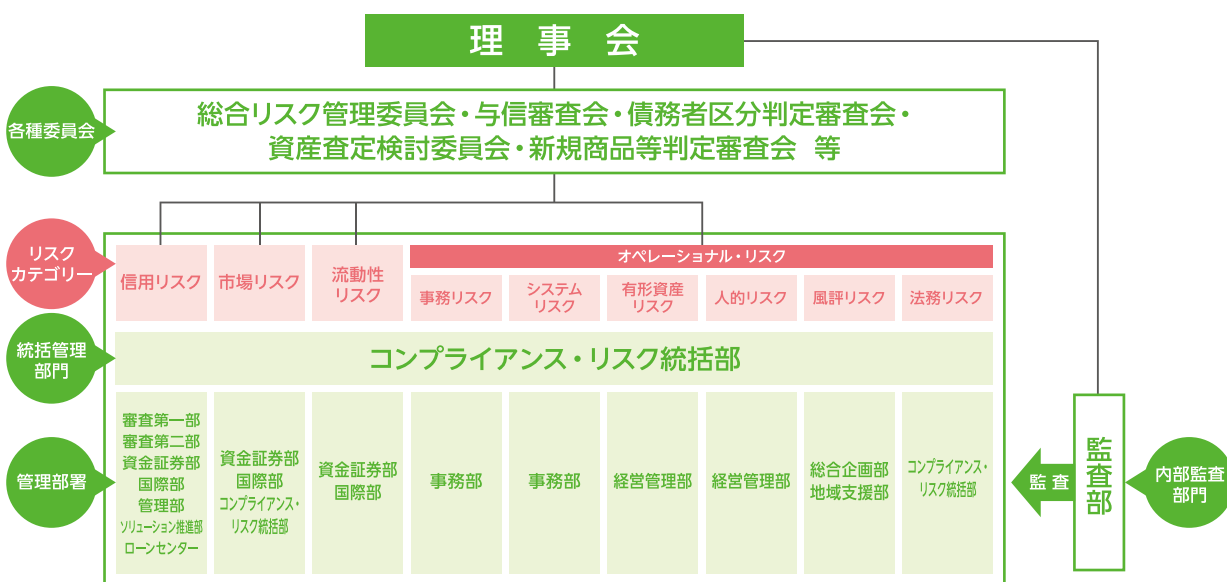 理事会
各種委員会
総合リスク管理委員会・与信審査会・債務者区分判定審査会・
資産査定検討委員会・新規商品等判定審査会 等
リスク
カテゴリー
信用リスク
市場リスク
流動性
リスク
オペレーショナル・リスク
事務リスク
システム
リスク
有形資産
リスク
人的リスク
風評リスク
法務リスク
統括管理
部門
コンプライアンス・リスク統括部
管理部署
審査第一部
審査第二部
資金証券部
国際部
管理部
ソリューション推進部
ローンセンター
資金証券部
国際部
コンプライアンス・
リスク統括部
資金証券部
国際部
事務部
事務部
経営管理部
経営管理部
総合企画部
地域支援部
コンプライアンス・
リスク統括部
監査
監査部
内部監査
部門